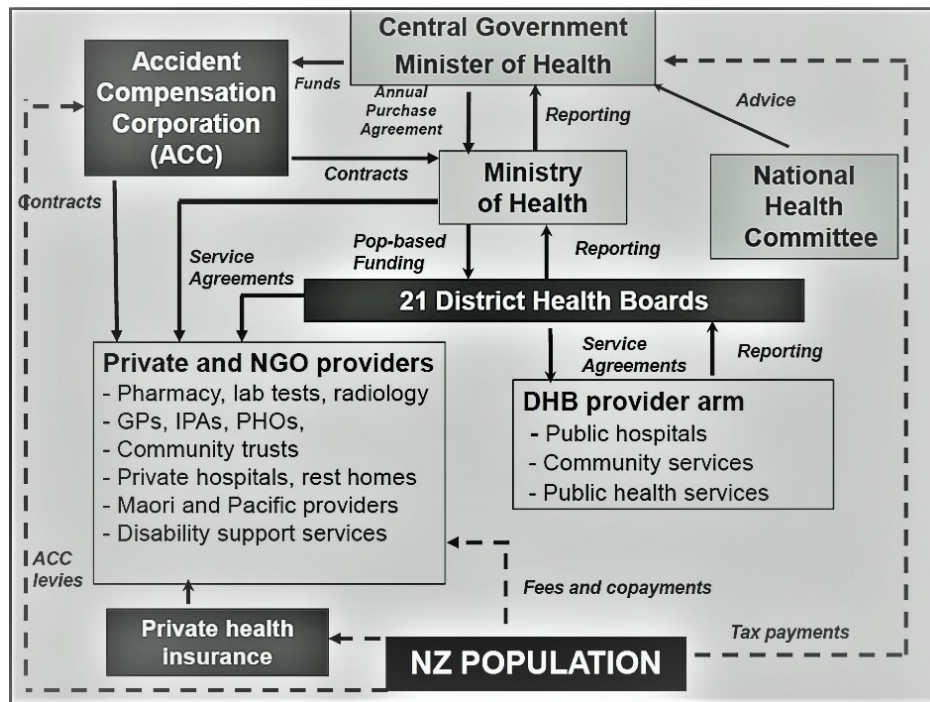 Central Government
Minister of Health
Accident
Compensation
Corporation
(ACC)
Funds
Annual
Purchase
Agreement
Reporting
Advice
Contracts
Ministry
of Health
National
Health
Committee
Contracts
Service
Agreements
Pop-based
Funding
Reporting
21 District Health Boards
Private and NGO providers
- Pharmacy, lab tests, radiology
- GPs, IPAs, PHOs,
- Community trusts
- Private hospitals, rest homes
- Maori and Pacific providers
- Disability support services
Service
Agreements
Reporting
DHB provider arm
- Public hospitals
- Community services
- Public health services
ACC
levies
Fees and copayments
Private health
insurance
NZ POPULATION
Tax payments